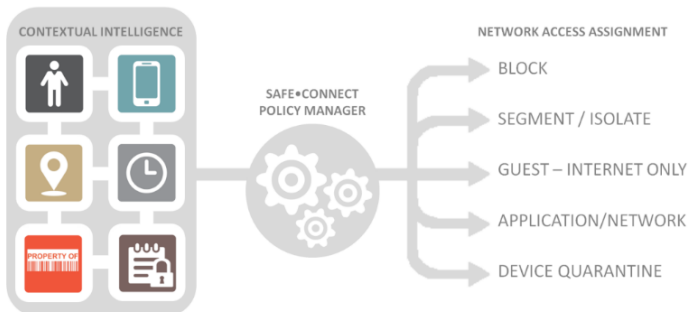 CONTEXTUAL INTELLIGENCE
PROPERTY OF
SAFE•CONNECT
POLICY MANAGER
NETWORK ACCESS ASSIGNMENT
BLOCK
SEGMENT / ISOLATE
GUEST – INTERNET ONLY
APPLICATION/NETWORK
DEVICE QUARANTINE